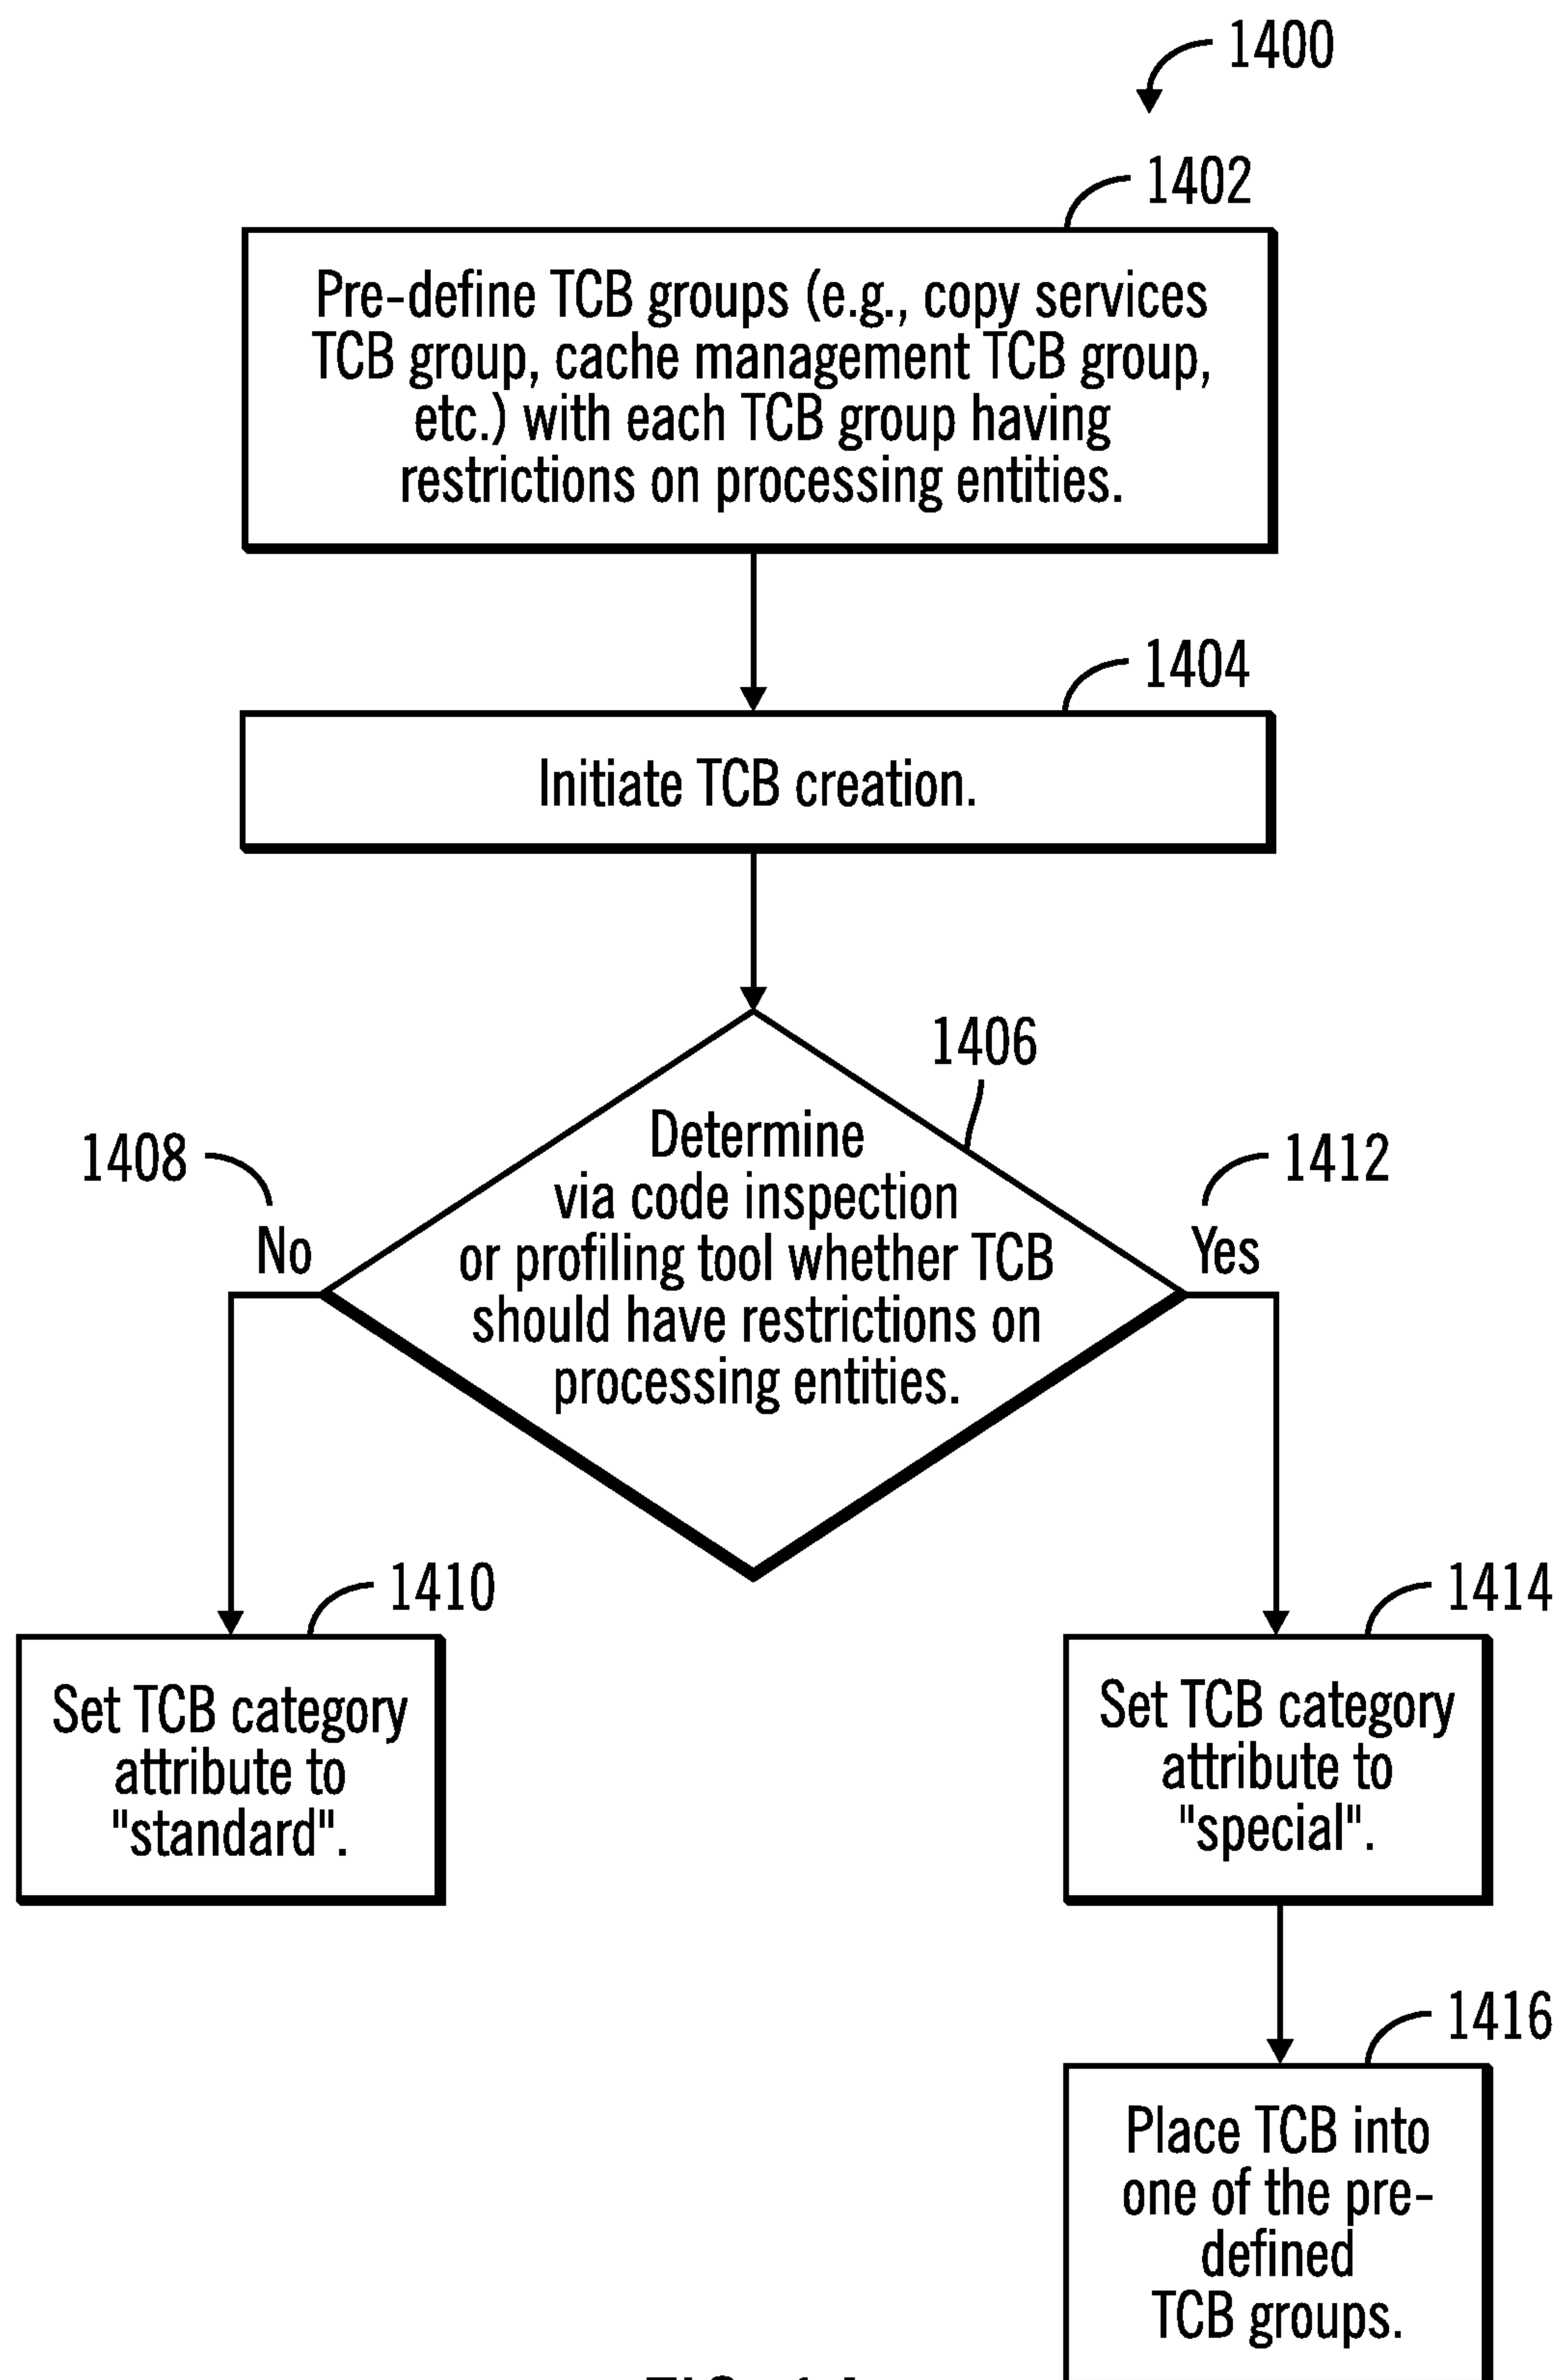 1400
1402
Pre-define TCB groups (e.g., copy services
TCB group, cache management TCB group,
etc.) with each TCB group having
restrictions on processing entities.
1404
Initiate TCB creation.
1406
Determine
via code inspection
or profiling tool whether TCB
should have restrictions on
processing entities.
1408
No
1412
Yes
1410
Set TCB category
attribute to
"standard".
1414
Set TCB category
attribute to
"special".
1416
Place TCB into
one of the pre-
defined
TCB groups.